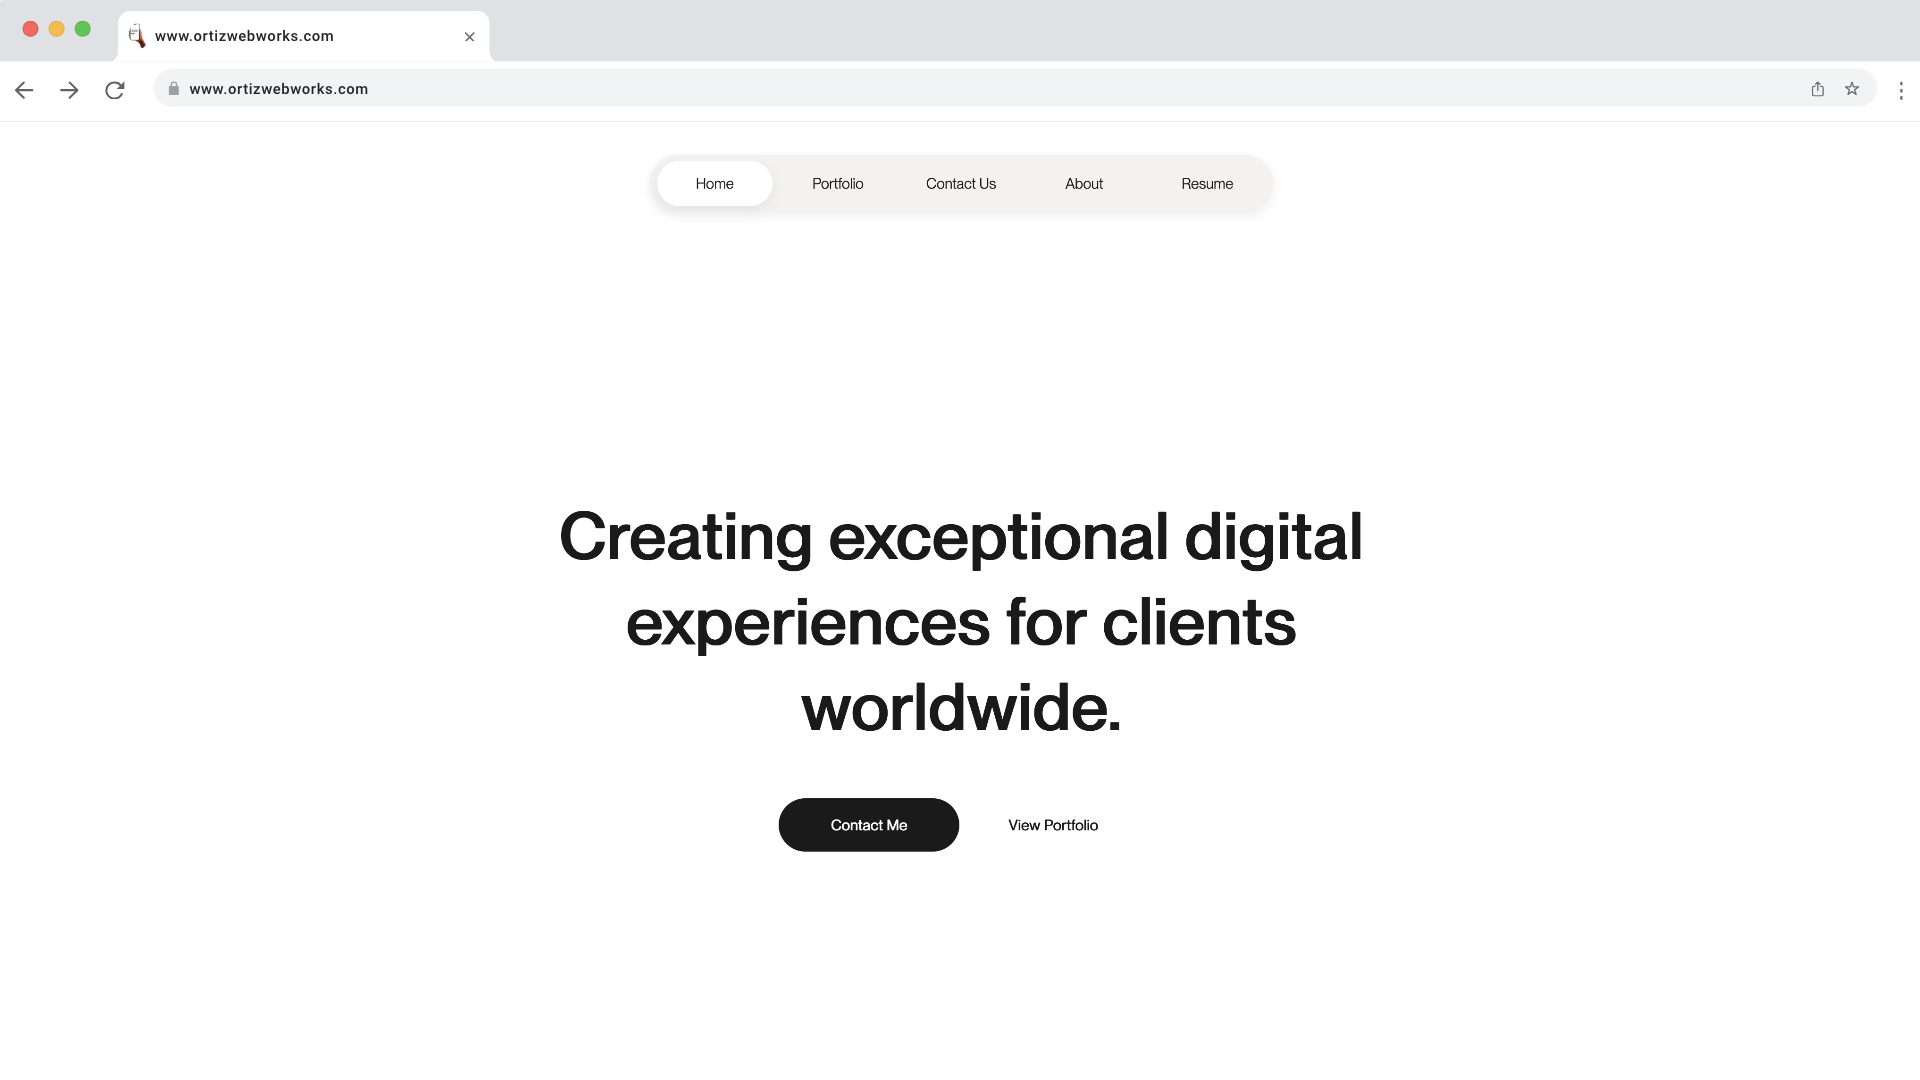 www.ortizwebworks.com
www.ortizwebworks.com
Home Portfolio Contact Us About Resume
Creating exceptional digital
experiences for clients
worldwide.
Contact Me View Portfolio